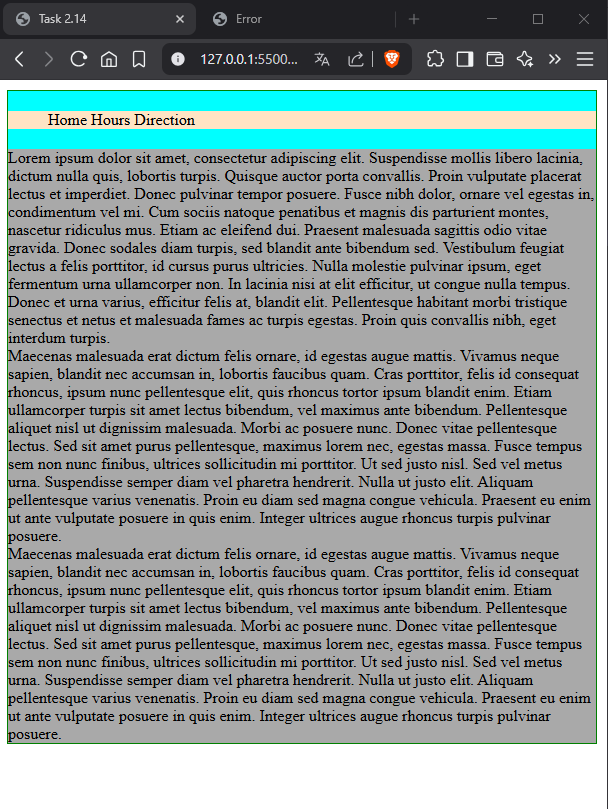 Task 2.14
Error
127.0.0.1:5500...
Home Hours Direction
Lorem ipsum dolor sit amet, consectetur adipiscing elit. Suspendisse mollis libero lacinia,
dictum nulla quis, lobortis turpis. Quisque auctor porta convallis. Proin vulputate placerat
lectus et imperdiet. Donec pulvinar tempor posuere. Fusce nibh dolor, ornare vel egestas in,
condimentum vel mi. Cum sociis natoque penatibus et magnis dis parturient montes,
nascetur ridiculus mus. Etiam ac eleifend dui. Praesent malesuada sagittis odio vitae
gravida. Donec sodales diam turpis, sed blandit ante bibendum sed. Vestibulum feugiat
lectus a felis porttitor, id cursus purus ultricies. Nulla molestie pulvinar ipsum, eget
fermentum urna ullamcorper non. In lacinia nisi at elit efficitur, ut congue nulla tempus.
Donec et urna varius, efficitur felis at, blandit elit. Pellentesque habitant morbi tristique
senectus et netus et malesuada fames ac turpis egestas. Proin quis convallis nibh, eget
interdum turpis.
Maecenas malesuada erat dictum felis ornare, id egestas augue mattis. Vivamus neque
sapien, blandit nec accumsan in, lobortis faucibus quam. Cras porttitor, felis id consequat
rhoncus, ipsum nunc pellentesque elit, quis rhoncus tortor ipsum blandit enim. Etiam
ullamcorper turpis sit amet lectus bibendum, vel maximus ante bibendum. Pellentesque
aliquet nisl ut dignissim malesuada. Morbi ac posuere nunc. Donec vitae pellentesque
lectus. Sed sit amet purus pellentesque, maximus lorem nec, egestas massa. Fusce tempus
sem non nunc finibus, ultrices sollicitudin mi porttitor. Ut sed justo nisl. Sed vel metus
urna. Suspendisse semper diam vel pharetra hendrerit. Nulla ut justo elit. Aliquam
pellentesque varius venenatis. Proin eu diam sed magna congue vehicula. Praesent eu enim
ut ante vulputate posuere in quis enim. Integer ultrices augue rhoncus turpis pulvinar
posuere.
Maecenas malesuada erat dictum felis ornare, id egestas augue mattis. Vivamus neque
sapien, blandit nec accumsan in, lobortis faucibus quam. Cras porttitor, felis id consequat
rhoncus, ipsum nunc pellentesque elit, quis rhoncus tortor ipsum blandit enim. Etiam
ullamcorper turpis sit amet lectus bibendum, vel maximus ante bibendum. Pellentesque
aliquet nisl ut dignissim malesuada. Morbi ac posuere nunc. Donec vitae pellentesque
lectus. Sed sit amet purus pellentesque, maximus lorem nec, egestas massa. Fusce tempus
sem non nunc finibus, ultrices sollicitudin mi porttitor. Ut sed justo nisl. Sed vel metus
urna. Suspendisse semper diam vel pharetra hendrerit. Nulla ut justo elit. Aliquam
pellentesque varius venenatis. Proin eu diam sed magna congue vehicula. Praesent eu enim
ut ante vulputate posuere in quis enim. Integer ultrices augue rhoncus turpis pulvinar
posuere.